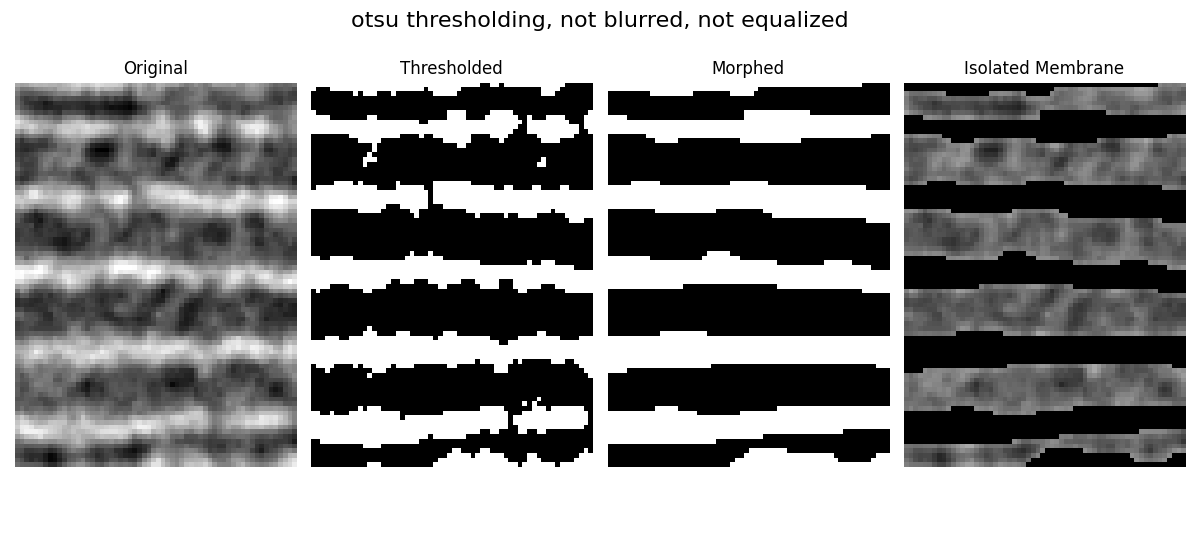 otsu thresholding, not blurred, not equalized
Original
Thresholded
Morphed
Isolated Membrane